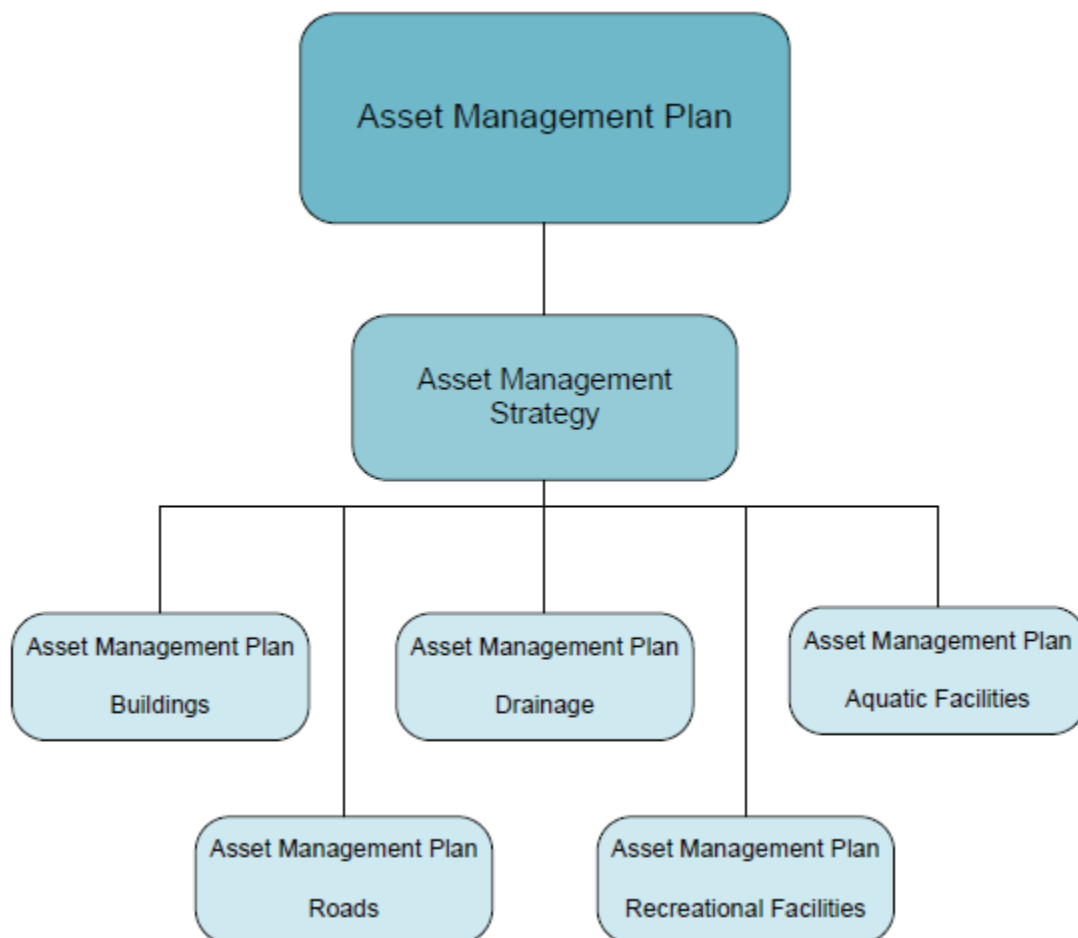 Asset Management Plan
Asset Management
Strategy
Asset Management Plan
Buildings
Asset Management Plan
Drainage
Asset Management Plan
Aquatic Facilities
Asset Management Plan
Roads
Asset Management Plan
Recreational Facilities